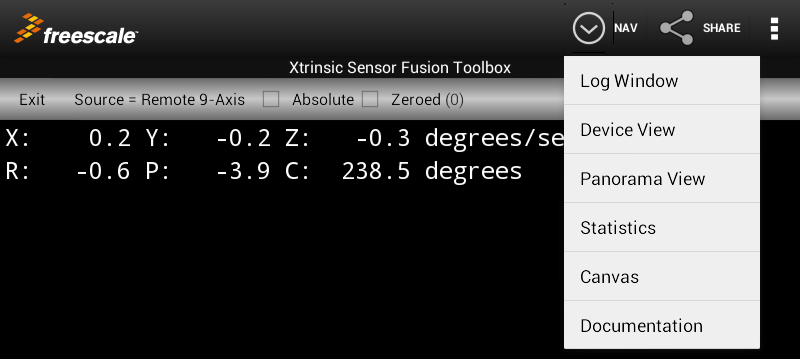 freescale™ NAV SHARE
Xtrinsic Sensor Fusion Toolbox
Exit Source = Remote 9-Axis Absolute Zeroed (0)
X: 0.2 Y: -0.2 Z: -0.3 degrees/se
R: -0.6 P: -3.9 C: 238.5 degrees
Log Window
Device View
Panorama View
Statistics
Canvas
Documentation